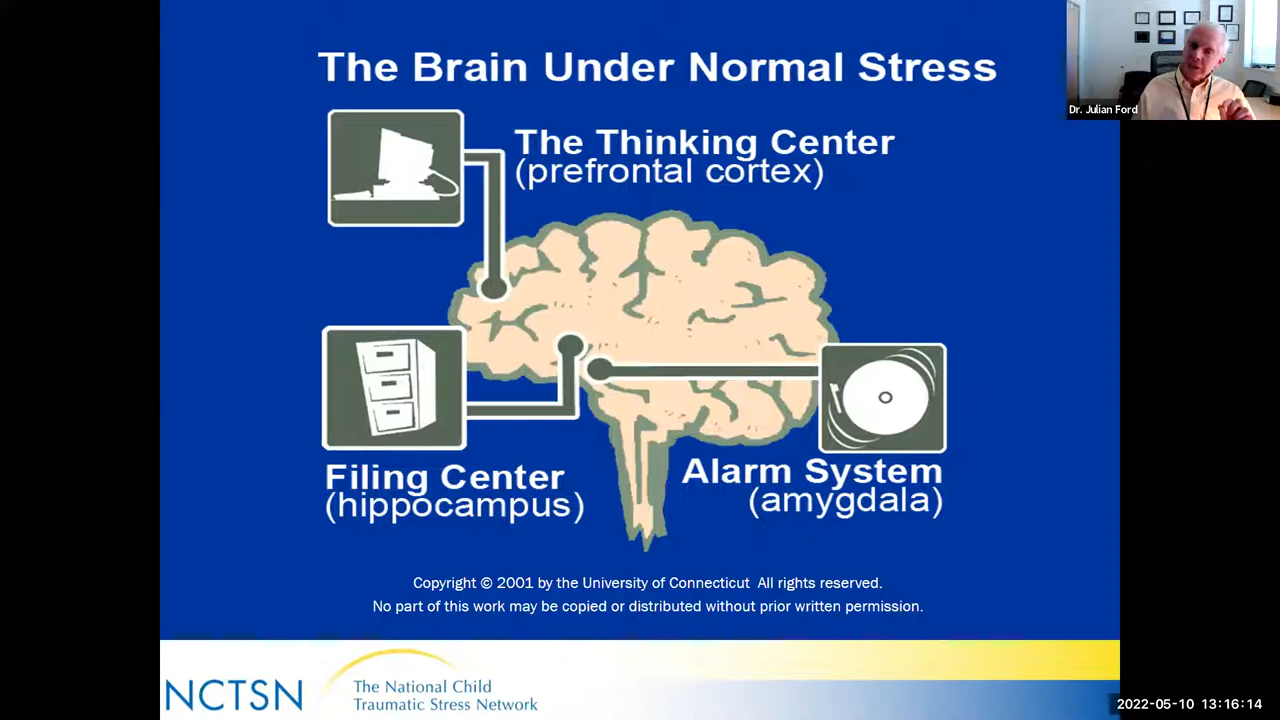 The Brain Under Normal Stress
Dr. Julian Ford
The Thinking Center
(prefrontal cortex)
Filing Center
(hippocampus)
Alarm System
(amygdala)
Copyright © 2001 by the University of Connecticut All rights reserved.
No part of this work may be copied or distributed without prior written permission.
NCTSN
The National Child
Traumatic Stress Network
2022-05-10 13:16:14